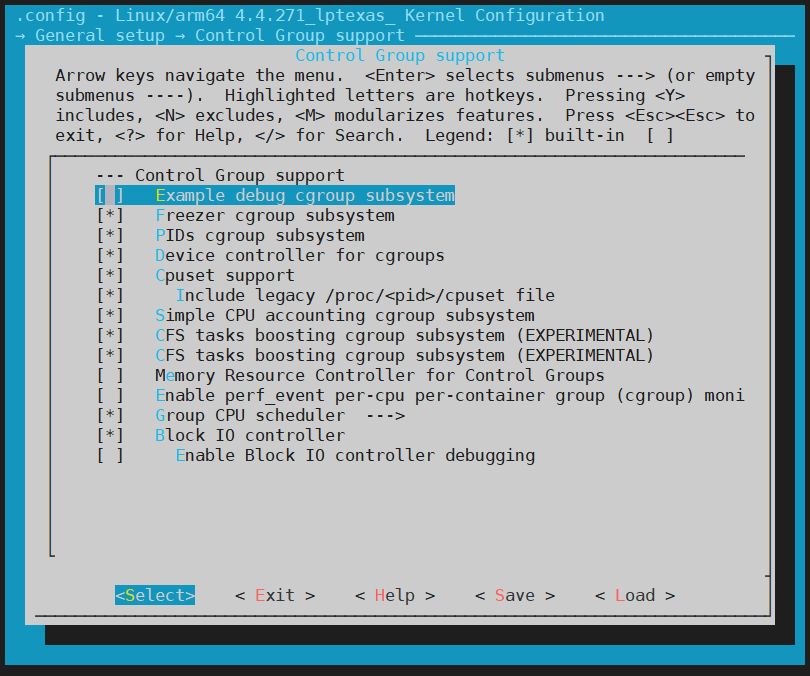 .config - Linux/arm64 4.4.271_lptexas_ Kernel Configuration
→ General setup → Control Group support
Control Group support
Arrow keys navigate the menu.  <Enter> selects submenus ---> (or empty
submenus ----).  Highlighted letters are hotkeys.  Pressing <Y>
includes, <N> excludes, <M> modularizes features.  Press <Esc><Esc> to
exit, <?> for Help, </> for Search.  Legend: [*] built-in  [ ]
--- Control Group support
[ ]   Example debug cgroup subsystem
[*]   Freezer cgroup subsystem
[*]   PIDs cgroup subsystem
[*]   Device controller for cgroups
[*]   Cpuset support
[*]     Include legacy /proc/<pid>/cpuset file
[*]   Simple CPU accounting cgroup subsystem
[*]   CFS tasks boosting cgroup subsystem (EXPERIMENTAL)
[*]   CFS tasks boosting cgroup subsystem (EXPERIMENTAL)
[ ]   Memory Resource Controller for Control Groups
[ ]   Enable perf_event per-cpu per-container group (cgroup) moni
[*]   Group CPU scheduler  --->
[*]   Block IO controller
[ ]     Enable Block IO controller debugging
<Select>    < Exit >    < Help >    < Save >    < Load >